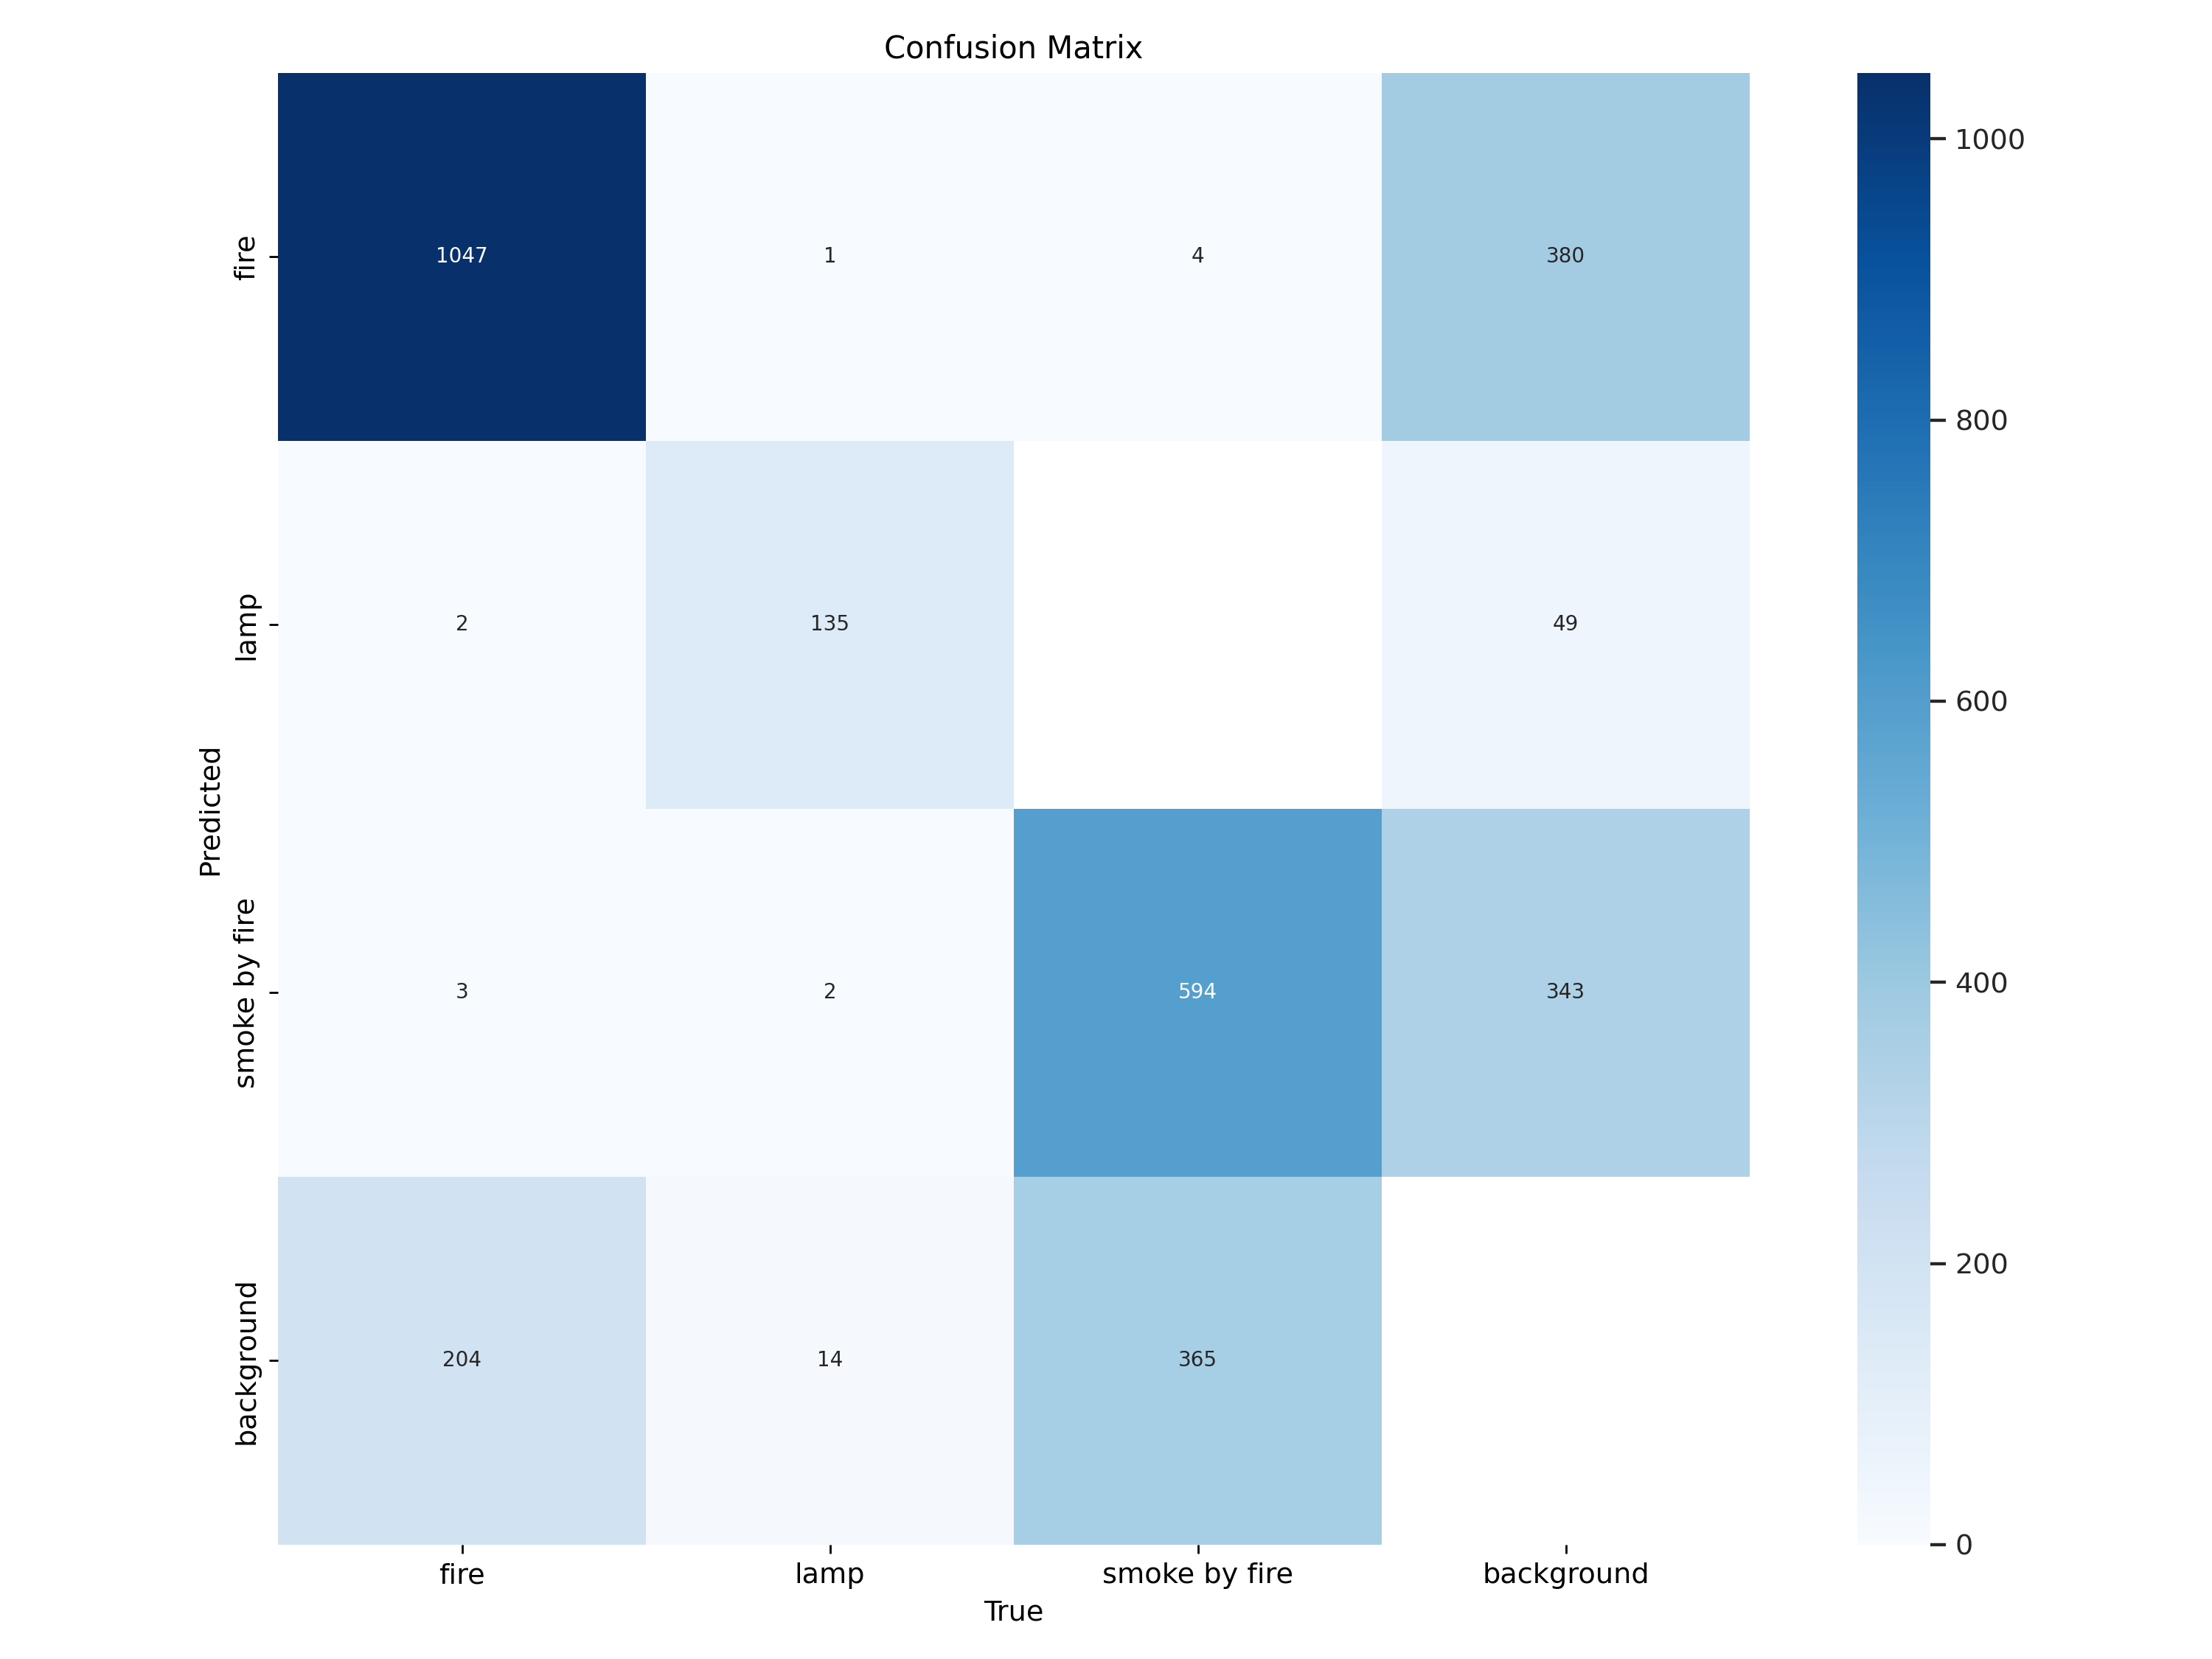 Confusion Matrix
fire
1047
1
4
380
lamp
2
135
49
smoke by fire
3
2
594
343
background
204
14
365
Predicted
fire
lamp
smoke by fire
background
True
1000
800
600
400
200
0